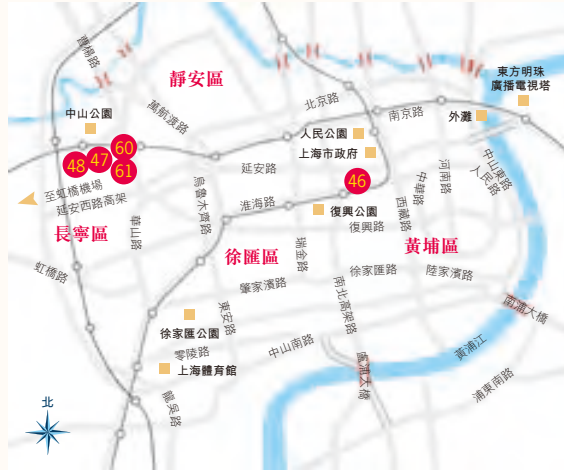 曹楊路
靜安區
東方明珠
廣播電視塔
中山公園
萬航渡路
北京路
南京路
外灘
人民公園
上海市政府
60
47
48
61
延安路
46
中山東路
人民路
河南路
中華路
西藏路
至虹橋機場
延安西路高架
烏魯木齊路
淮海路
復興公園
復興路
長寧區
華山路
徐匯區
瑞金路
黃埔區
虹橋路
肇家濱路
徐家匯路
陸家濱路
南北高架路
東安路
南浦大橋
徐家匯公園
零陵路
上海體育館
中山南路
盧浦大橋
黃浦江
浦東南路
龍吳路
北